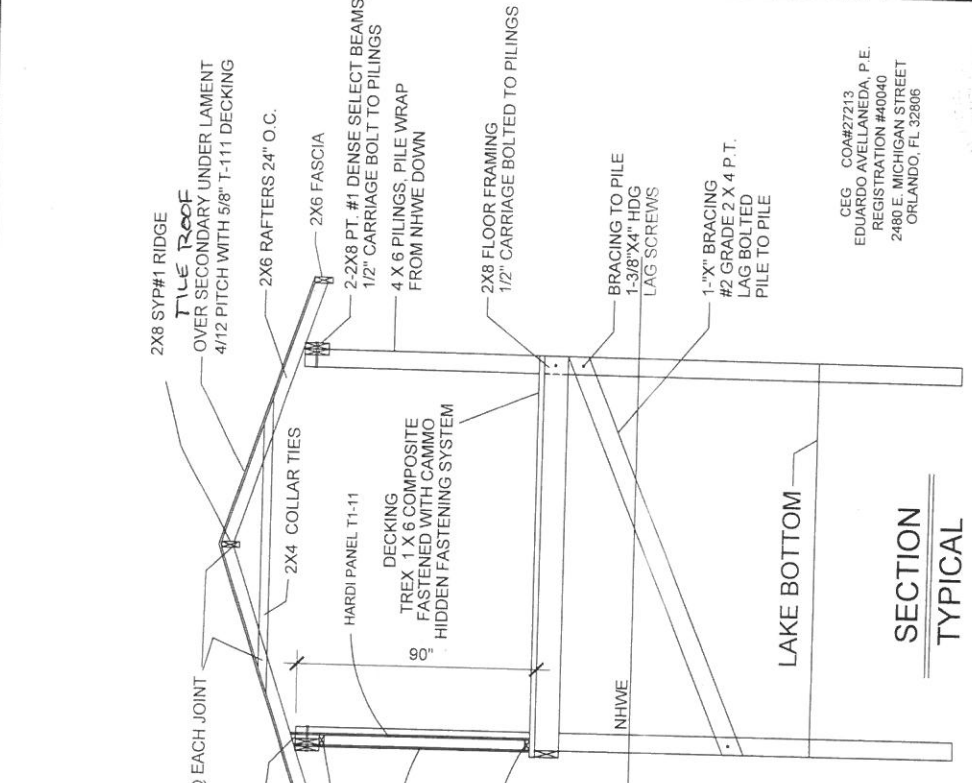 2X8 SYP#1 RIDGE
TILE ROOF
OVER SECONDARY UNDER LAMENT
4/12 PITCH WITH 5/8" T-111 DECKING
2X6 RAFTERS 24" O.C.
2X6 FASCIA
2-2X8 PT. #1 DENSE SELECT BEAMS
1/2" CARRIAGE BOLT TO PILINGS
4 X 6 PILINGS, PILE WRAP
FROM NHWE DOWN
2X8 FLOOR FRAMING
1/2" CARRIAGE BOLTED TO PILINGS
BRACING TO PILE
1-3/8"X4" HDG
LAG SCREWS
1-"X" BRACING
#2 GRADE 2 X 4 P.T.
LAG BOLTED
PILE TO PILE
@ EACH JOINT
2X4 COLLAR TIES
HARDI PANEL T1-11
DECKING
TREX 1 X 6 COMPOSITE
FASTENED WITH CAMMO
HIDDEN FASTENING SYSTEM
90"
NHWE
LAKE BOTTOM
SECTION
TYPICAL
CEG COA#27213
EDUARDO AVELLANEDA, P.E.
REGISTRATION #40040
2480 E. MICHIGAN STREET
ORLANDO, FL 32806